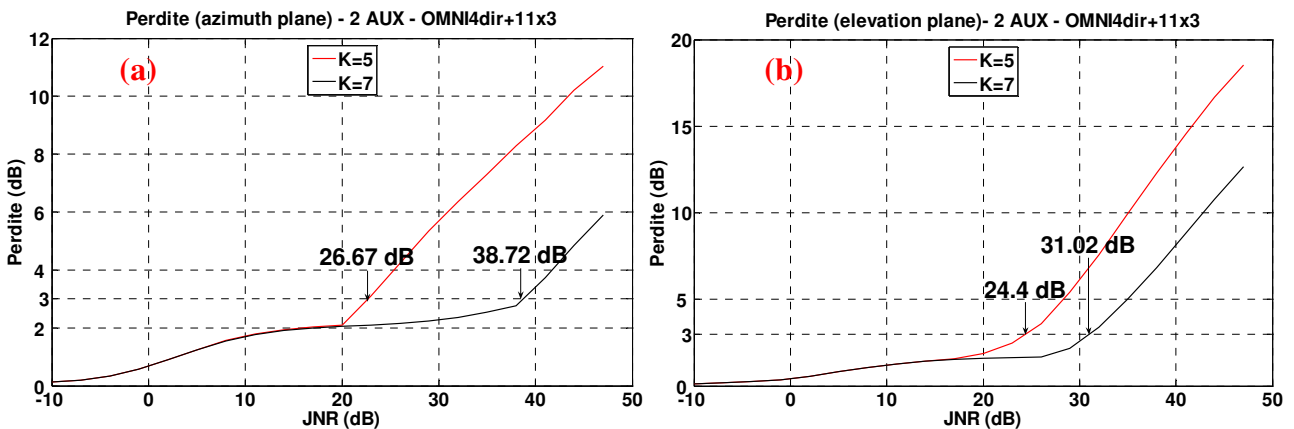 Perdite (azimuth plane) - 2 AUX - OMNI4dir+11x3
(a)
K=5
K=7
26.67 dB
38.72 dB
Perdite (dB)
12
10
8
6
4
3
2
0
-10
0
10
20
30
40
50
JNR (dB)
Perdite (elevation plane)- 2 AUX - OMNI4dir+11x3
(b)
K=5
K=7
31.02 dB
24.4 dB
Perdite (dB)
20
15
10
5
3
0
-10
0
10
20
30
40
50
JNR (dB)